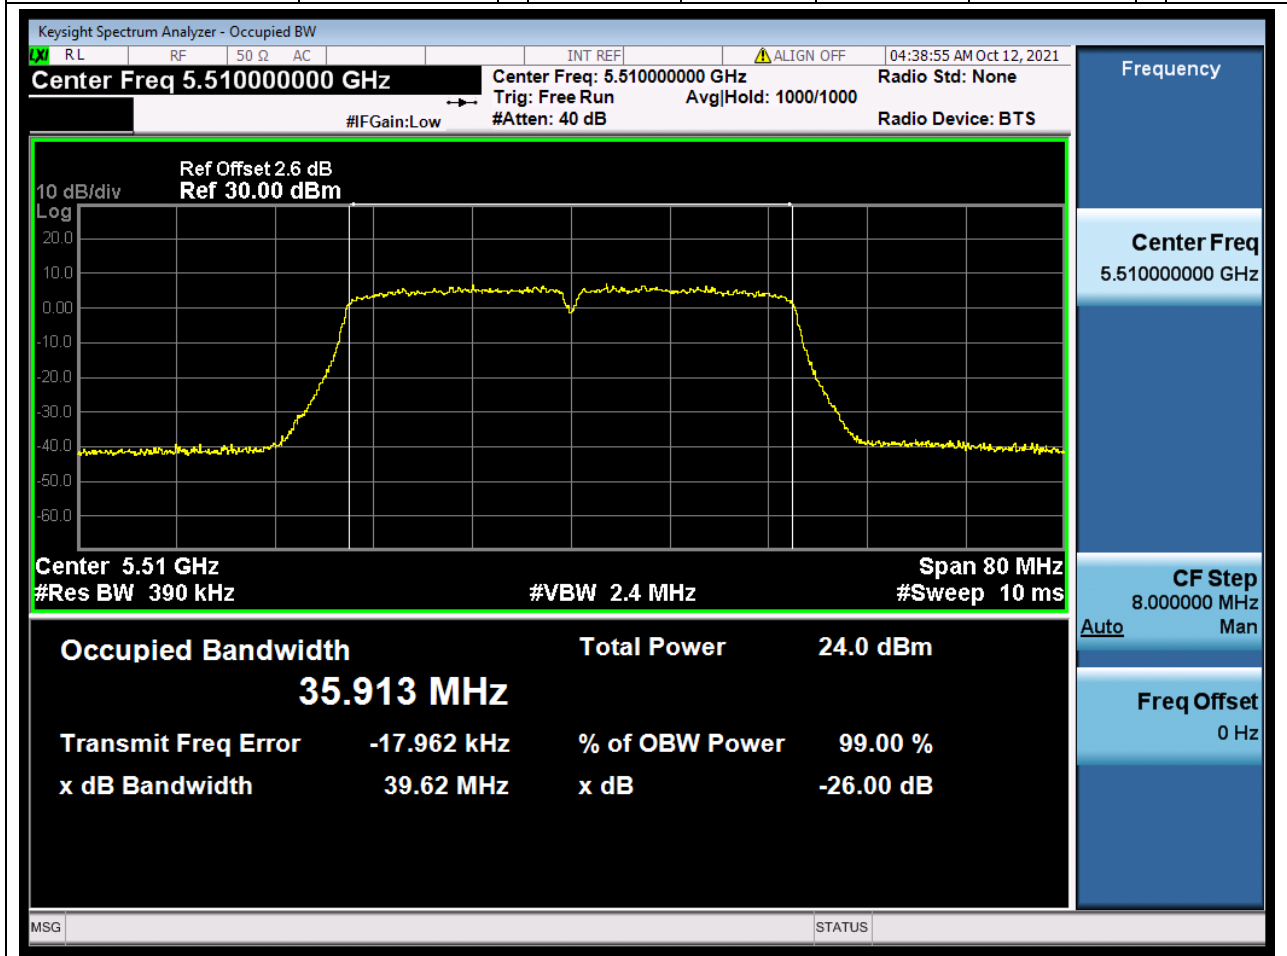 Keysight Spectrum Analyzer - Occupied BW
LXI RL RF 50 Ω AC INT REF ALIGN OFF 04:38:55 AM Oct 12, 2021
Center Freq 5.510000000 GHz
Center Freq: 5.510000000 GHz
Radio Std: None
Trig: Free Run Avg|Hold: 1000/1000
#IFGain:Low
#Atten: 40 dB
Radio Device: BTS
Ref Offset 2.6 dB
10 dB/div Ref 30.00 dBm
Log
20.0
10.0
0.00
-10.0
-20.0
-30.0
-40.0
-50.0
-60.0
Center 5.51 GHz Span 80 MHz
#Res BW 390 kHz #VBW 2.4 MHz #Sweep 10 ms
Occupied Bandwidth Total Power 24.0 dBm
35.913 MHz
Transmit Freq Error -17.962 kHz % of OBW Power 99.00 %
x dB Bandwidth 39.62 MHz x dB -26.00 dB
Frequency
Center Freq
5.510000000 GHz
CF Step
8.000000 MHz
Auto Man
Freq Offset
0 Hz
MSG STATUS